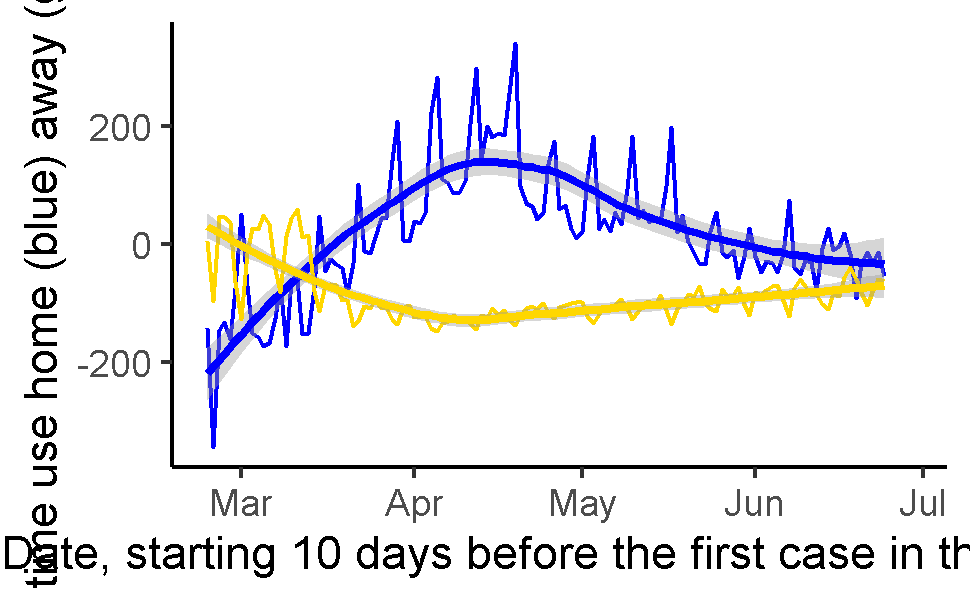 time use home (blue) away (
200
0
-200
Mar Apr May Jun Jul
Date, starting 10 days before the first case in th